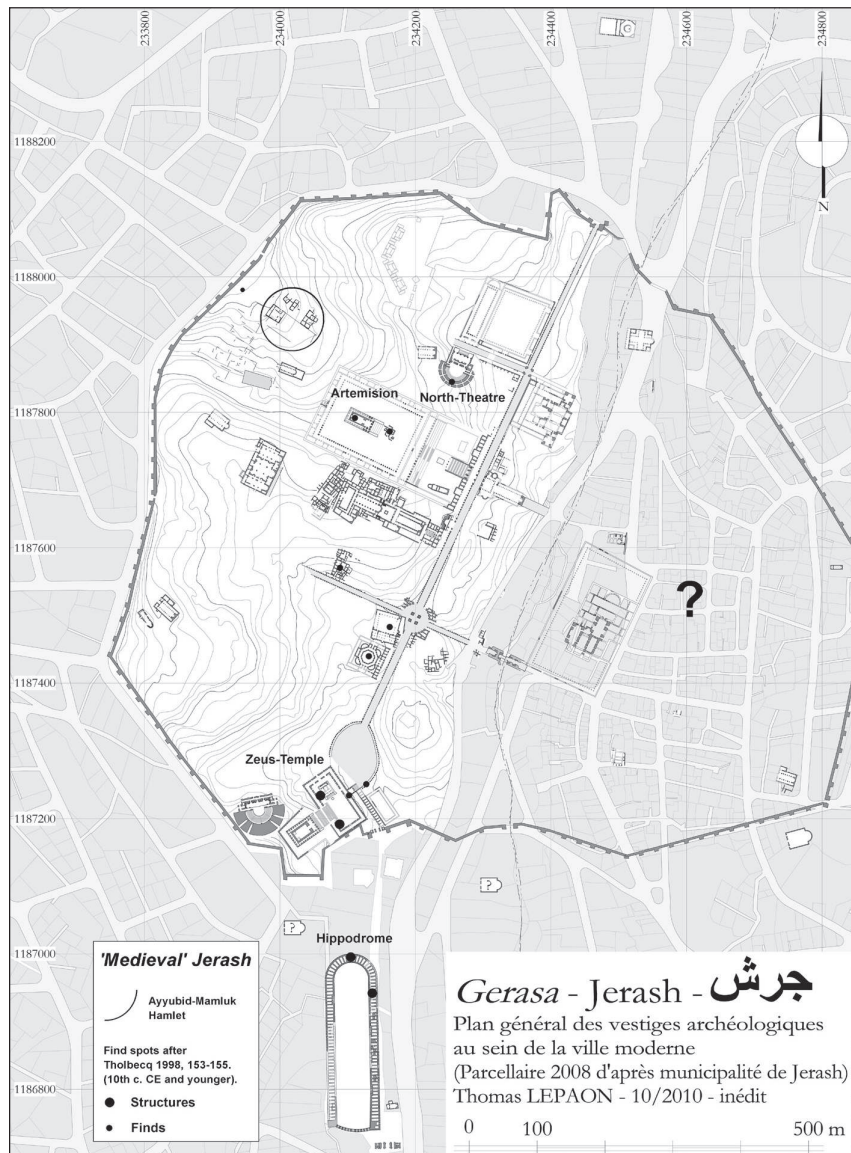 233800
234000
234200
234400
234600
234800
1188200
N
1188000
Artemision
North-Theatre
1187800
1187600
?
1187400
Zeus-Temple
1187200
?
?
1187000
Hippodrome
1186800
'Medieval' Jerash
Ayyubid-Mamluk
Hamlet
Find spots after
Tholbecq 1998, 153-155.
(10th c. CE and younger).
Structures
Finds
Gerasa - Jerash - جرش
Plan général des vestiges archéologiques
au sein de la ville moderne
(Parcellaire 2008 d'après municipalité de Jerash)
Thomas LEPAON - 10/2010 - inédit
0 100 500 m